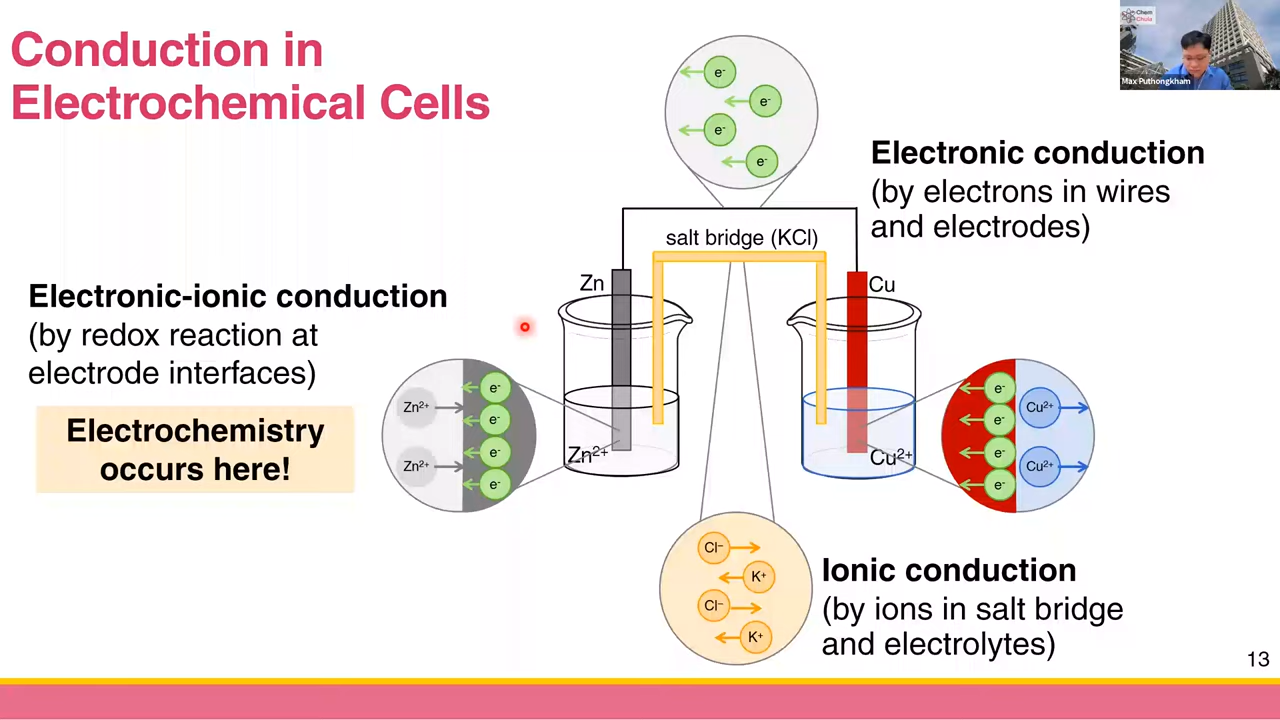 Conduction in
Electrochemical Cells
Chem
Chula
Max Puthongkham
e-
e-
e-
e-
Electronic conduction
(by electrons in wires
and electrodes)
salt bridge (KCl)
Zn
Cu
Electronic-ionic conduction
(by redox reaction at
electrode interfaces)
Electrochemistry
occurs here!
Zn²⁺
Zn²⁺
e-
e-
e-
e-
Zn²⁺
Cu²⁺
e-
e-
e-
e-
Cu²⁺
Cu²⁺
Cl⁻
K⁺
Cl⁻
K⁺
Ionic conduction
(by ions in salt bridge
and electrolytes)
13